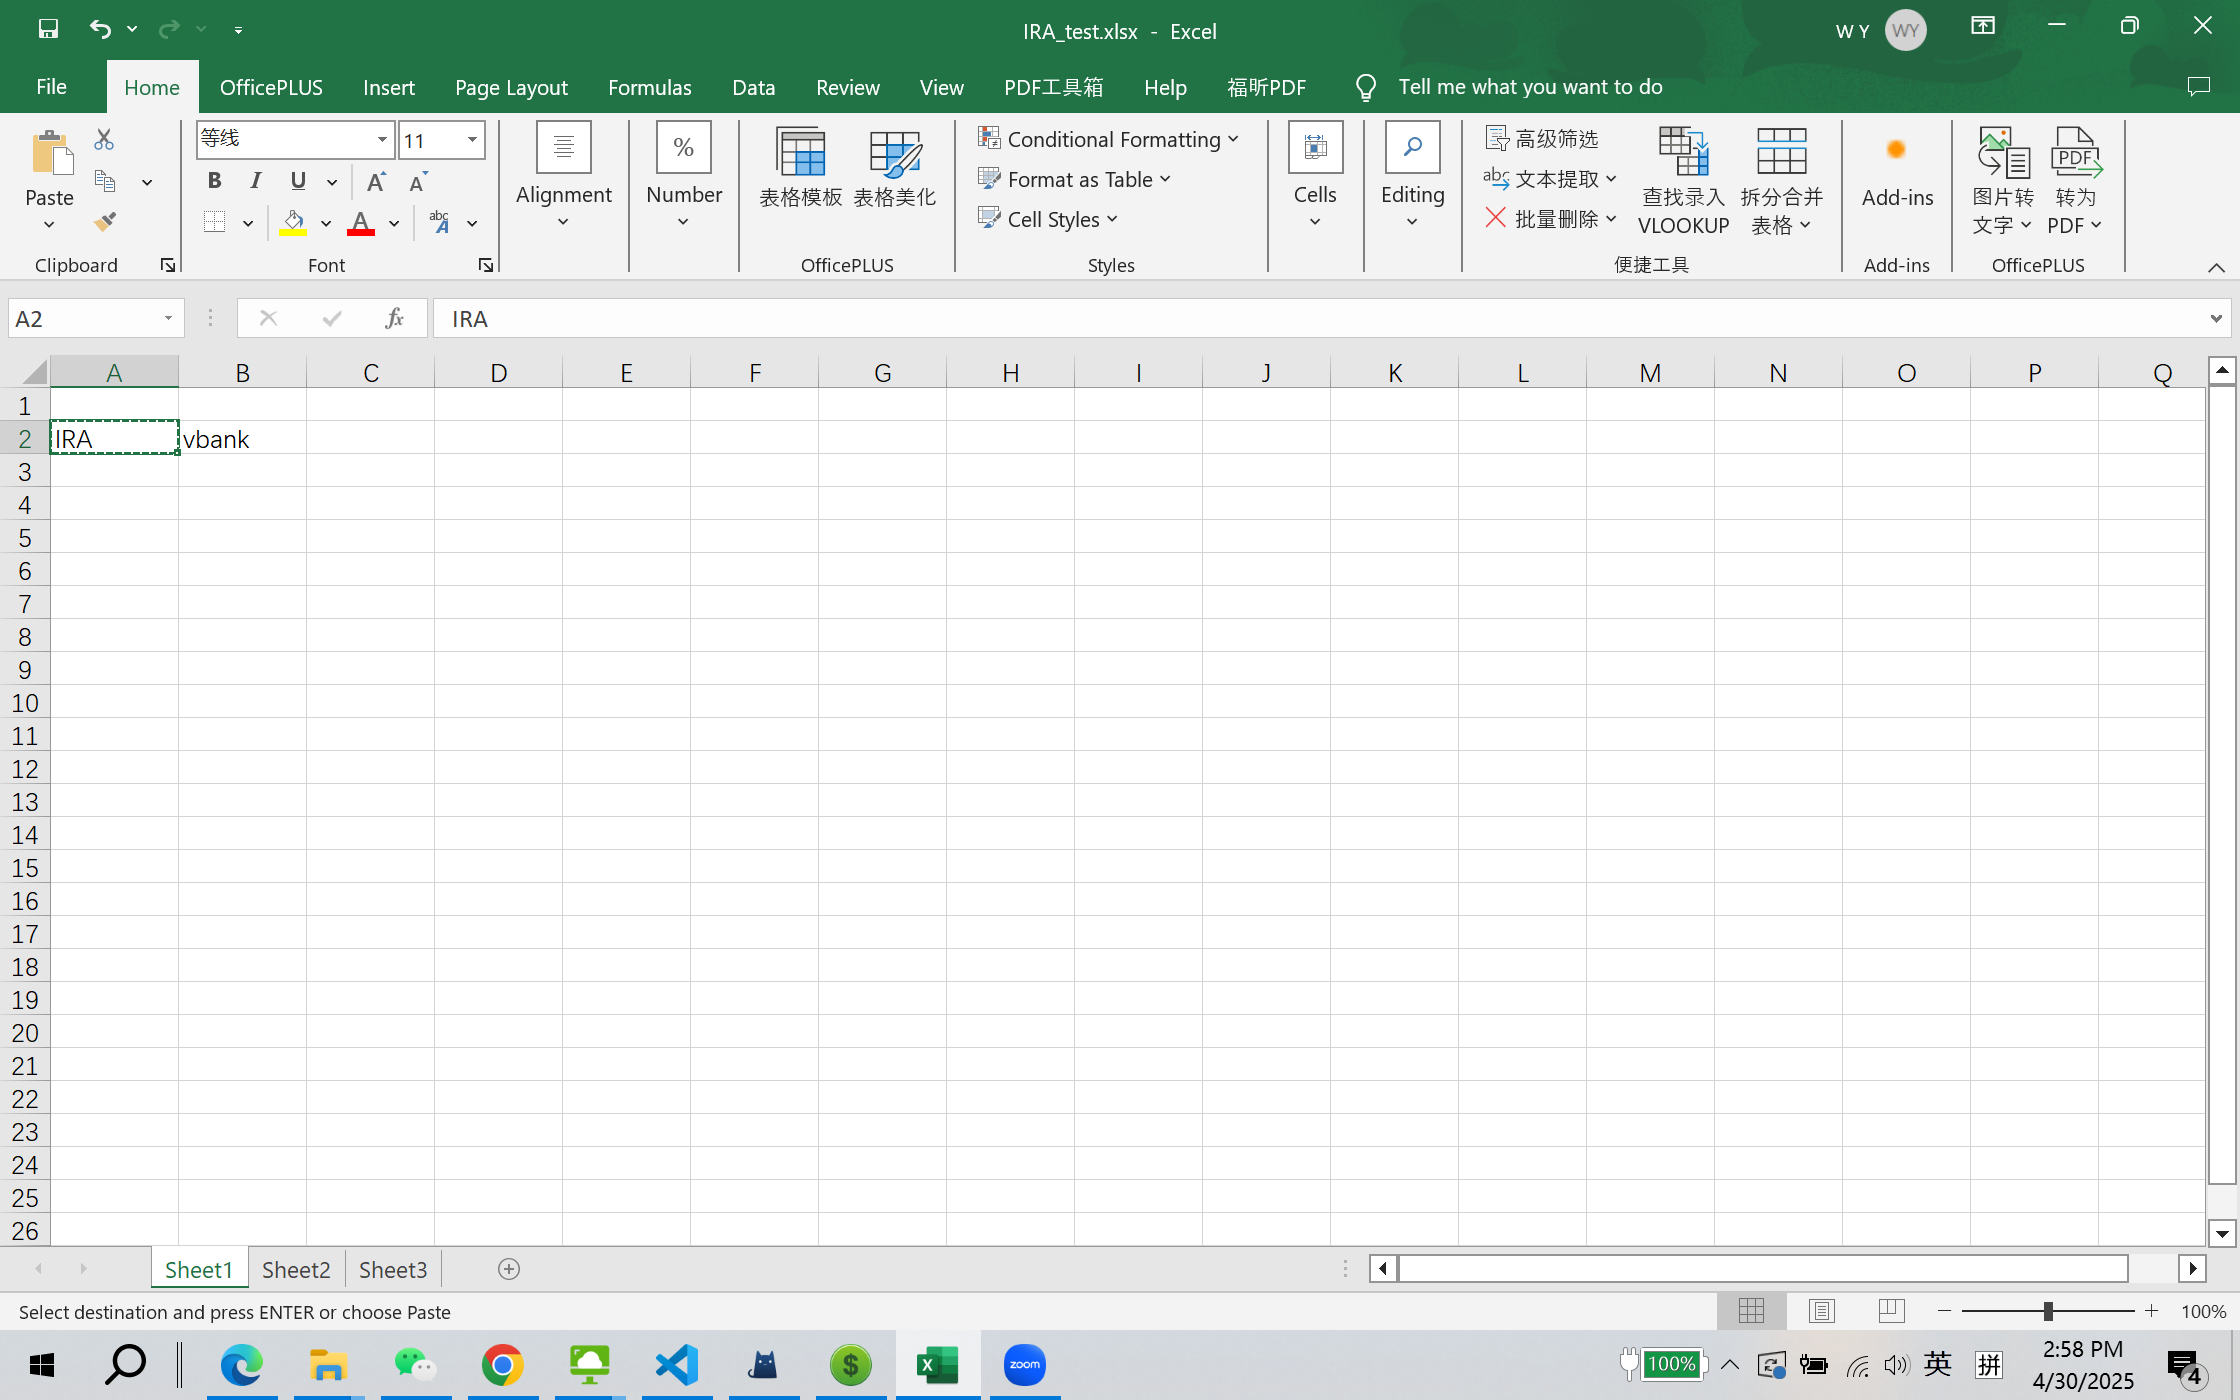 IRA_test.xlsx - Excel
W Y
WY
File
Home
OfficePLUS
Insert
Page Layout
Formulas
Data
Review
View
PDF工具箱
Help
福昕PDF
Tell me what you want to do
Paste
Clipboard
等线
11
B I U
A A
A
abc A
Font
Alignment
%
Number
表格模板
表格美化
OfficePLUS
Conditional Formatting
Format as Table
Cell Styles
Styles
Cells
Editing
高级筛选
abc 文本提取
批量删除
查找录入
VLOOKUP
拆分合并
表格
便捷工具
Add-ins
Add-ins
图片转
文字
PDF
转为
PDF
OfficePLUS
A2
fx
IRA
A B C D E F G H I J K L M N O P Q
1
2 IRA vbank
3
4
5
6
7
8
9
10
11
12
13
14
15
16
17
18
19
20
21
22
23
24
25
26
Sheet1 Sheet2 Sheet3
Select destination and press ENTER or choose Paste
100%
zoom
100%
英
拼
2:58 PM
4/30/2025
4